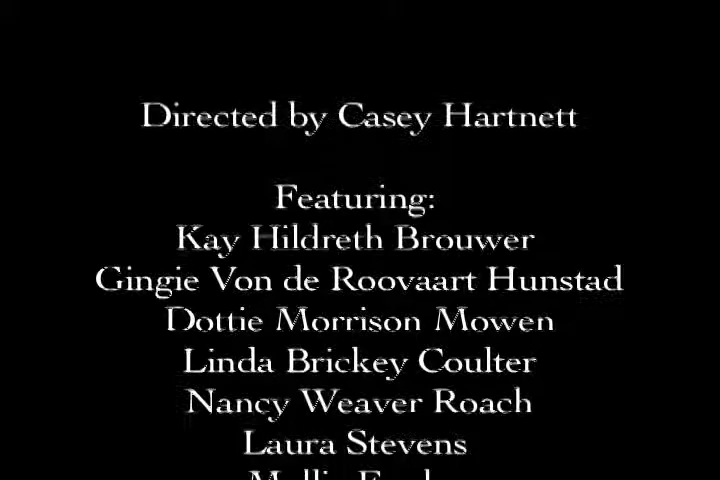 Directed by Casey Hartnett
Featuring:
Kay Hildreth Brouwer
Gingie Von de Roovaart Hunstad
Dottie Morrison Mowen
Linda Brickey Coulter
Nancy Weaver Roach
Laura Stevens